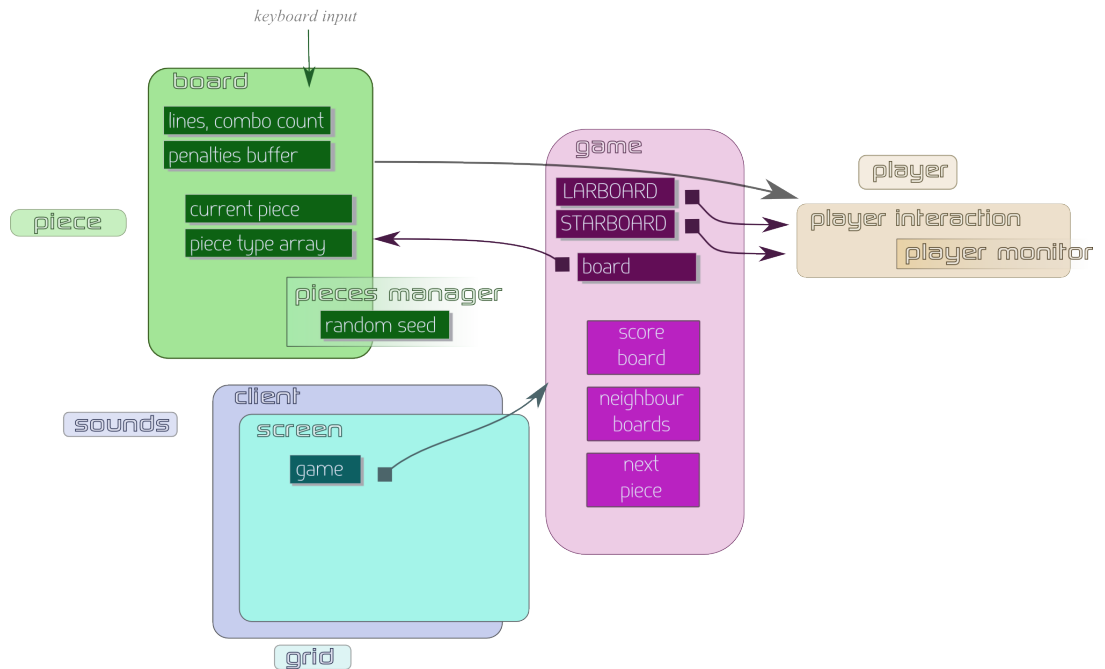 keyboard input
board
lines, combo count
penalties buffer
current piece
piece type array
pieces manager
random seed
piece
game
LARBOARD
STARBOARD
board
score
board
neighbour
boards
next
piece
player
player interaction
player monitor
client
screen
game
sounds
grid